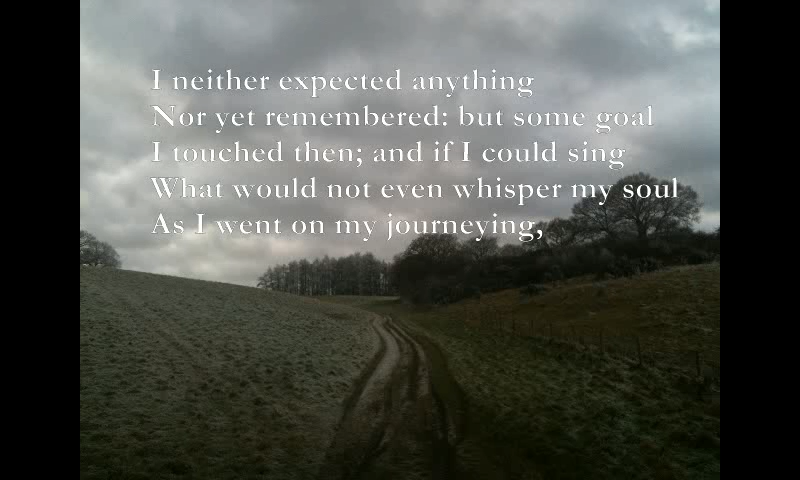 I neither expected anything
Nor yet remembered: but some goal
I touched then; and if I could sing
What would not even whisper my soul
As I went on my journeying,